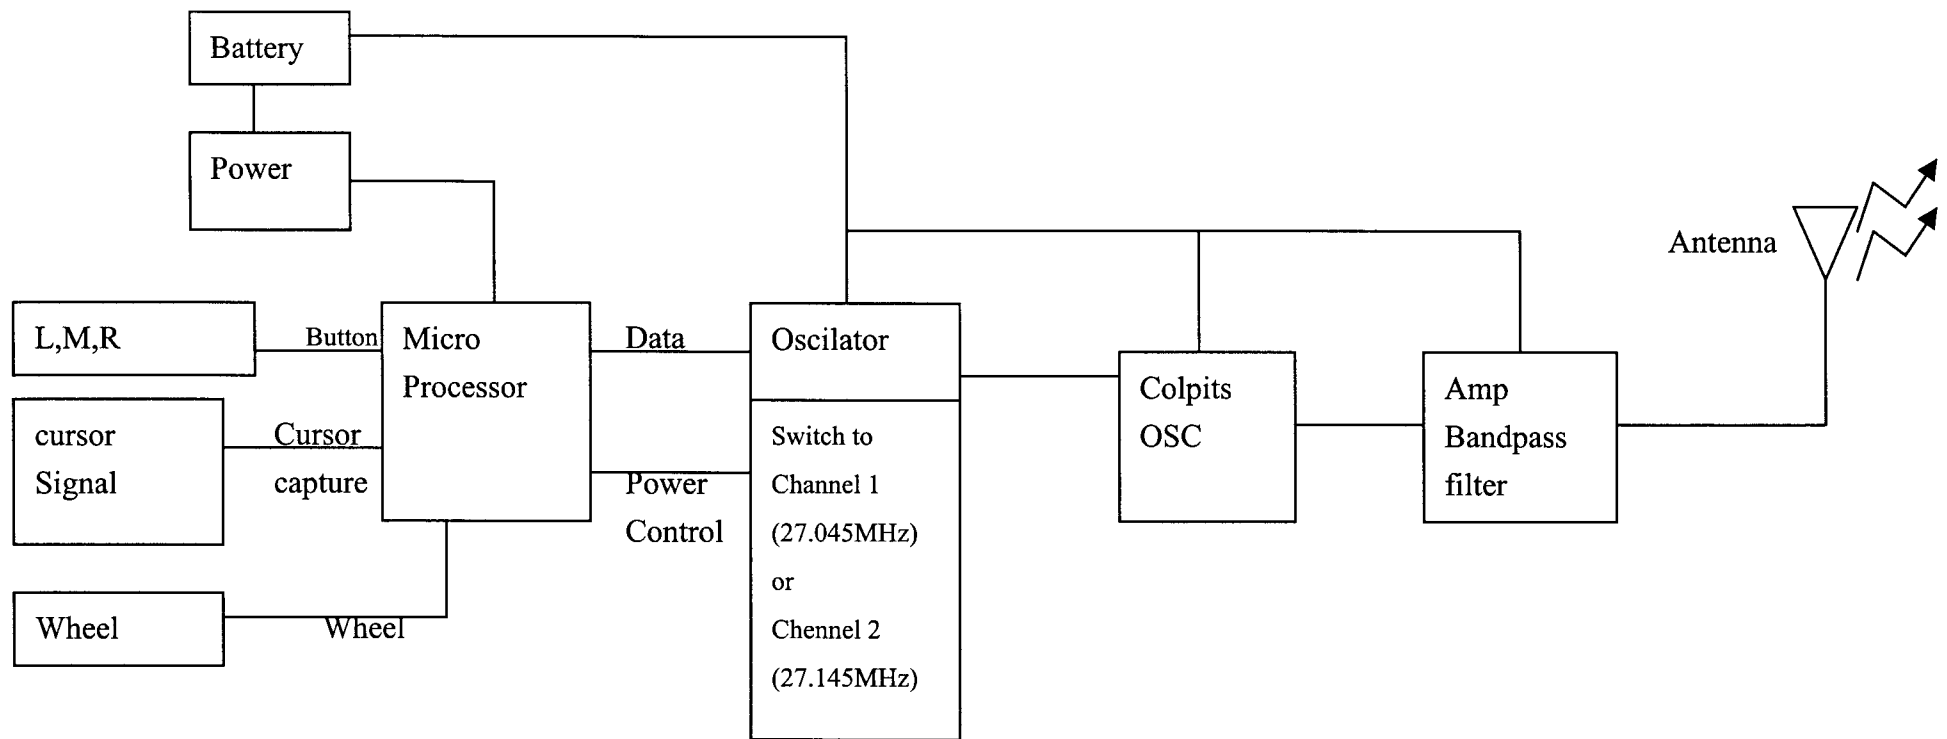 Battery
Power
Antenna
L,M,R
Button
Micro
Processor
Data
Oscilator
cursor
Signal
Cursor
capture
Power
Control
Switch to
Channel 1
(27.045MHz)
or
Chennel 2
(27.145MHz)
Colpits
OSC
Amp
Bandpass
filter
Wheel
Wheel